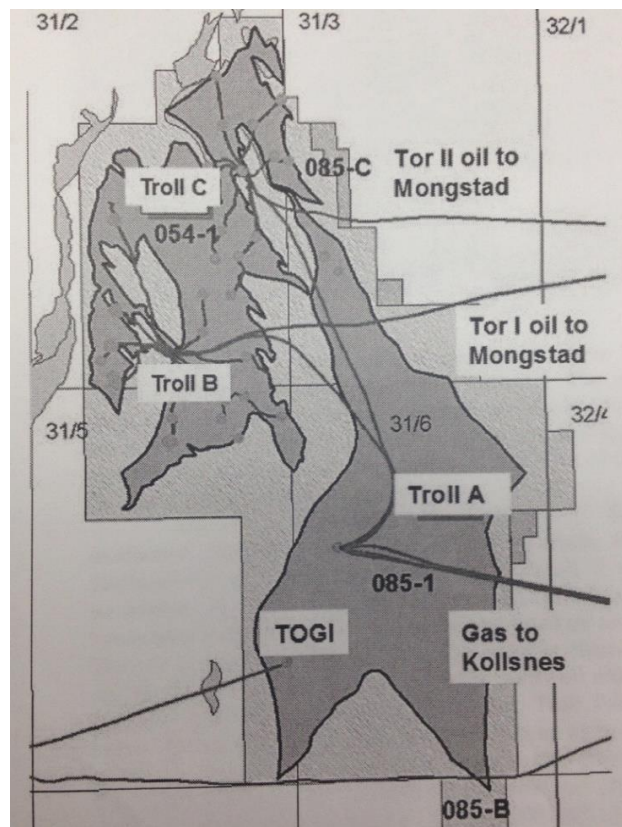 31/2
31/3
32/1
085-C
Tor II oil to
Mongstad
Troll C
054-1
Tor I oil to
Mongstad
Troll B
31/5
31/6
32/4
Troll A
085-1
TOGI
Gas to
Kollsnes
085-B